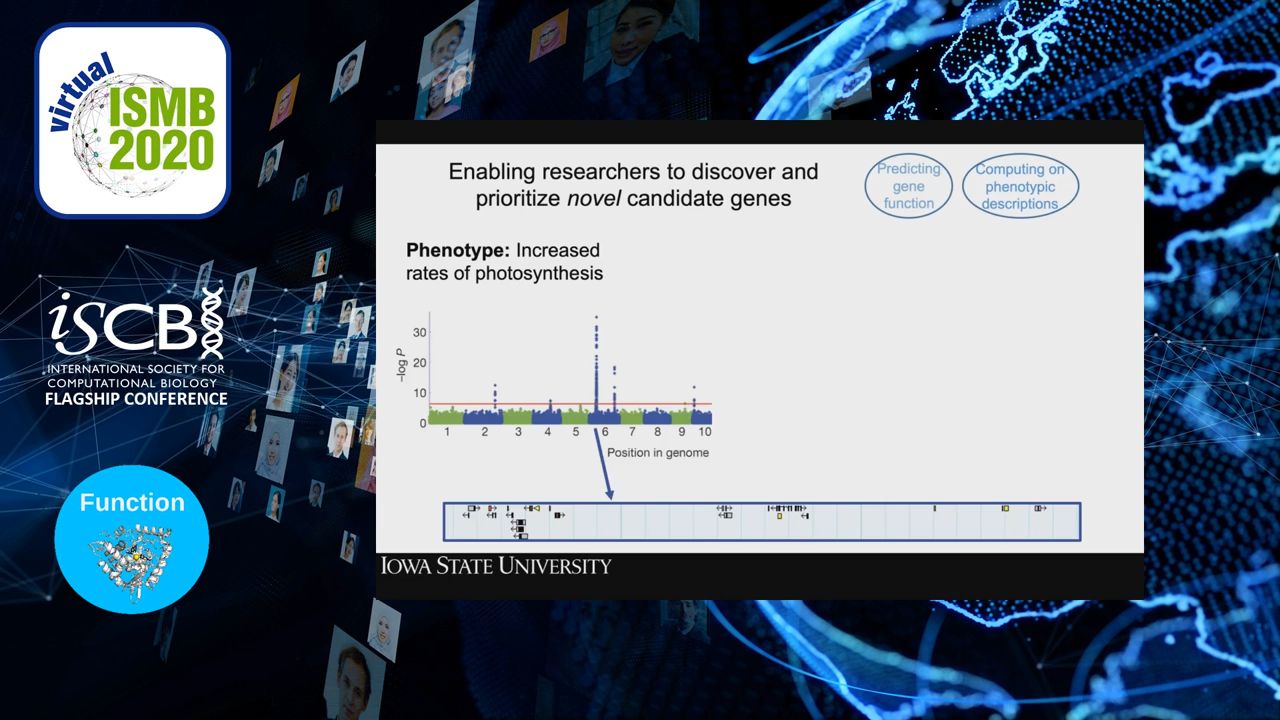 virtual
ISMB
2020
iSCB
INTERNATIONAL SOCIETY FOR
COMPUTATIONAL BIOLOGY
FLAGSHIP CONFERENCE
Function
Enabling researchers to discover and
prioritize novel candidate genes
Predicting
gene
function
Computing on
phenotypic
descriptions
Phenotype: Increased
rates of photosynthesis
–log P
30
20
10
0
1 2 3 4 5 6 7 8 9 10
Position in genome
IOWA STATE UNIVERSITY